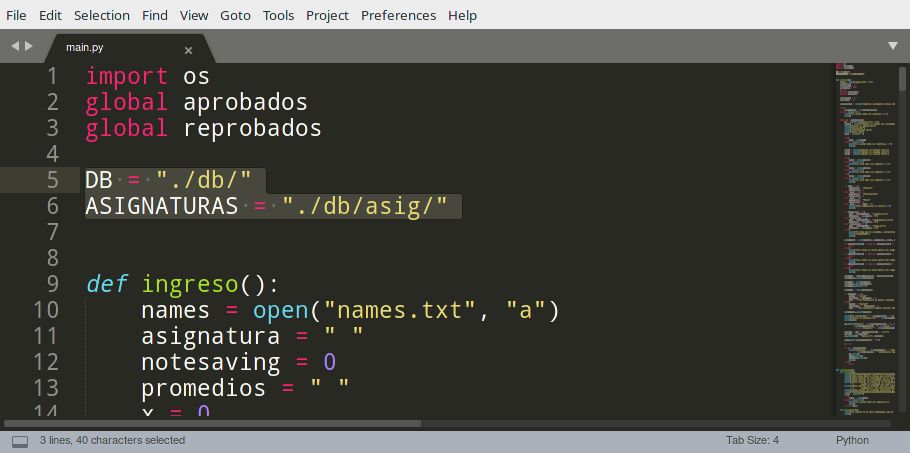 File Edit Selection Find View Goto Tools Project Preferences Help
main.py
1 import os
2 global aprobados
3 global reprobados
4
5 DB = "./db/"
6 ASIGNATURAS = "./db/asig/"
7
8
9 def ingreso():
10 names = open("names.txt", "a")
11 asignatura = " "
12 notesaving = 0
13 promedios = " "
14 x = 0
3 lines, 40 characters selected Tab Size: 4 Python